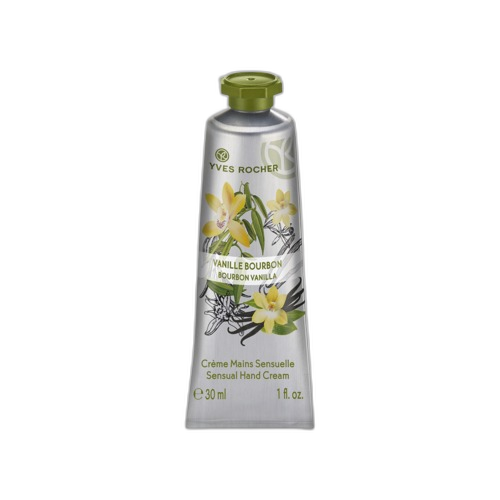 YVES ROCHER
VANILLE BOURBON
BOURBON VANILLA
Crème Mains Sensuelle
Sensual Hand Cream
℮ 30 ml 1 fl. oz.